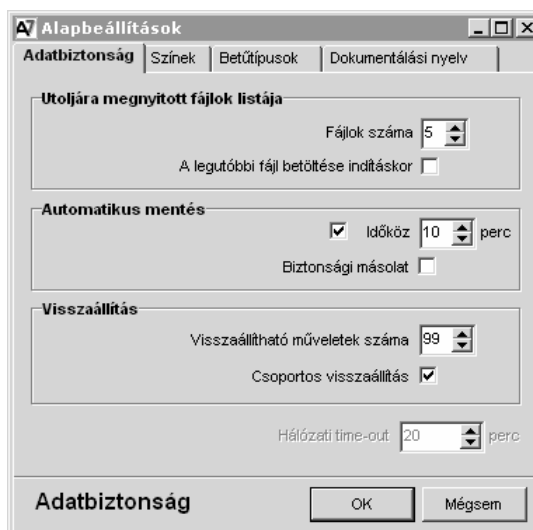 A7 Alapbeállítások
Adatbiztonság Színek Betűtípusok Dokumentálási nyelv
Utoljára megnyitott fájlok listája
Fájlok száma 5
A legutóbbi fájl betöltése indításkor
Automatikus mentés
Időköz 10 perc
Biztonsági másolat
Visszaállítás
Visszaállítható műveletek száma 99
Csoportos visszaállítás
Hálózati time-out 20 perc
Adatbiztonság OK Mégsem